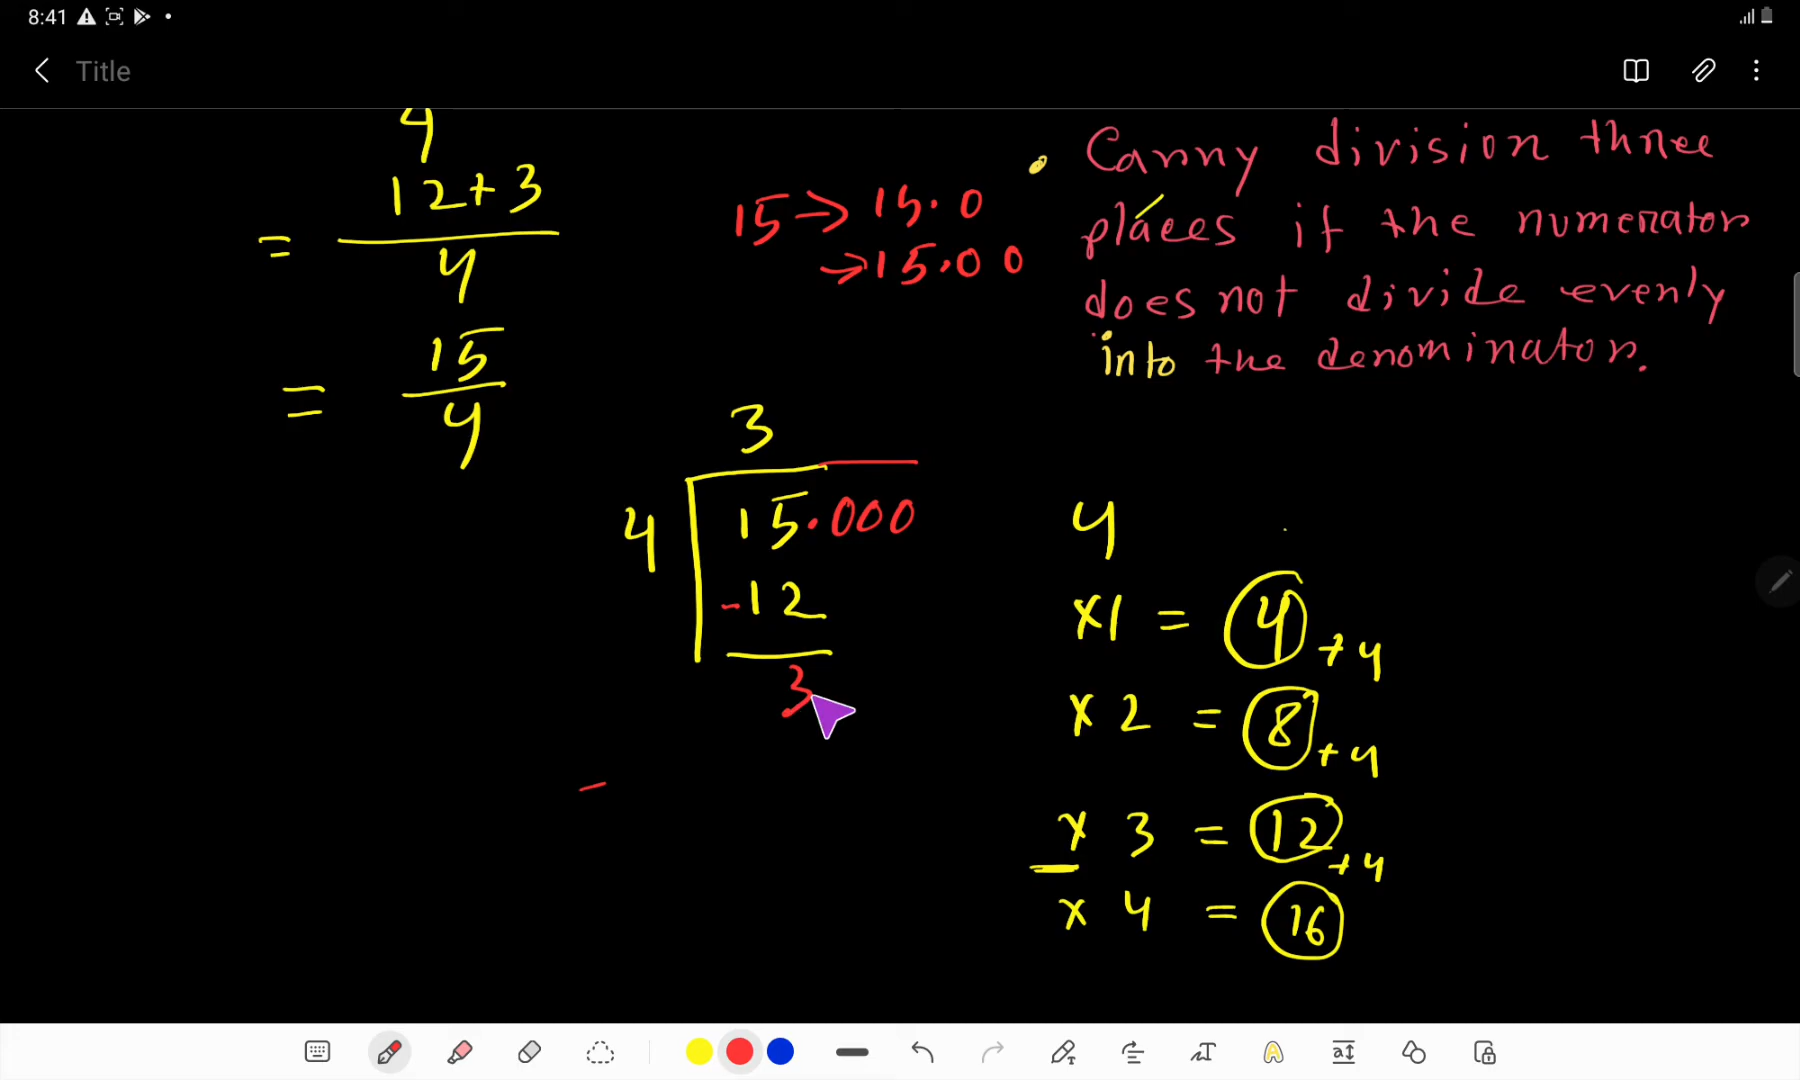 8:41
Title
4
12+3
= 4
15
= 4
15→15.0
→15.00
• Carry division three
places if the numerator
does not divide evenly
into the denominator.
3
4 15.000
-12
3
-
4
x1 = 4 +4
x 2 = 8 +4
x 3 = 12 +4
x 4 = 16